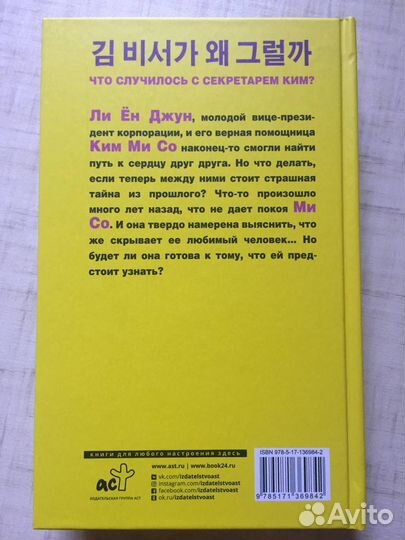 김 비서가 왜 그럴까
ЧТО СЛУЧИЛОСЬ С СЕКРЕТАРЕМ КИМ?
Ли Ён Джун, молодой вице-прези-
дент корпорации, и его верная помощница
Ким Ми Со наконец-то смогли найти
путь к сердцу друг друга. Но что делать,
если теперь между ними стоит страшная
тайна из прошлого? Что-то произошло
много лет назад, что не дает покоя Ми
Со. И она твердо намерена выяснить, что
же скрывает ее любимый человек... Но
будет ли она готова к тому, что ей пред-
стоит узнать?
книги для любого настроения здесь
аст
ИЗДАТЕЛЬСКАЯ ГРУППА АСТ
www.ast.ru | www.book24.ru
vk.com/izdatelstvoast
instagram.com/izdatelstvoast
facebook.com/izdatelstvoast
ok.ru/izdatelstvoast
ISBN 978-5-17-136984-2
9 785171 369842
Avito